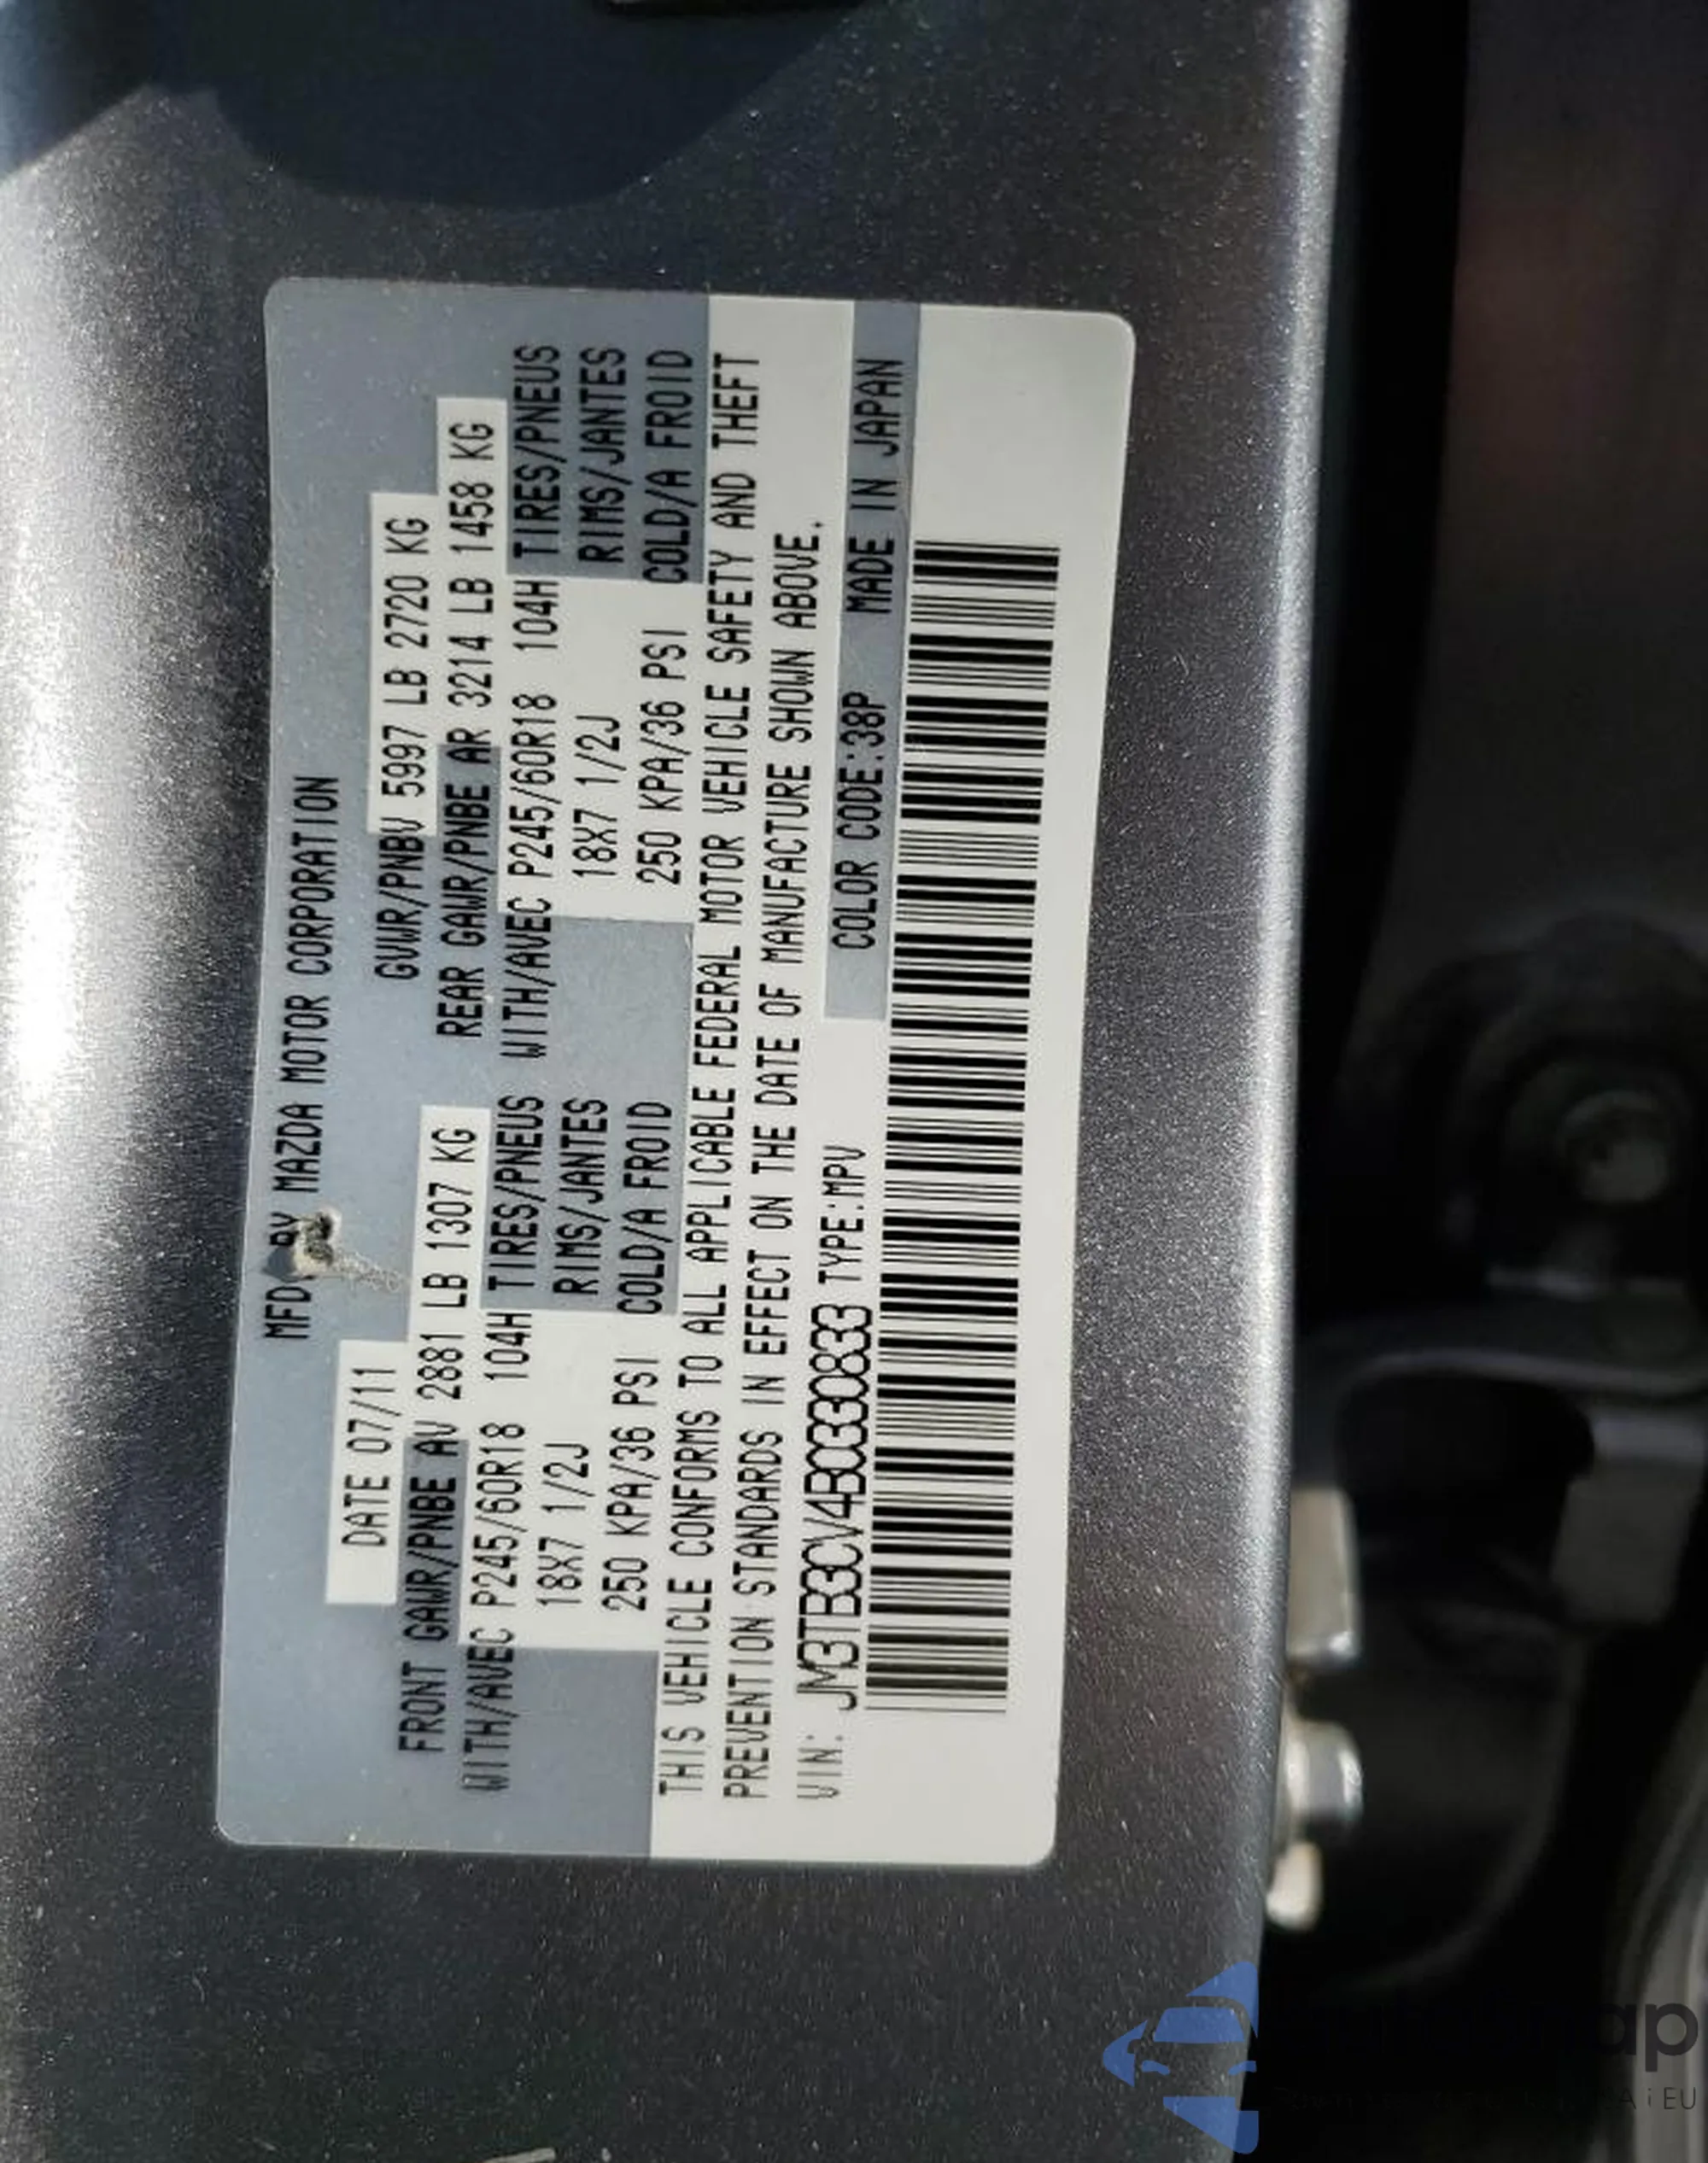 MFD BY MAZDA MOTOR CORPORATION
DATE 07/11 GVWR/PNBV 5997 LB 2720 KG
FRONT GAWR/PNBE AV 2881 LB 1307 KG REAR GAWR/PNBE AR 3214 LB 1458 KG
WITH/AVEC P245/60R18 104H TIRES/PNEUS WITH/AVEC P245/60R18 104H TIRES/PNEUS
18X7 1/2J RIMS/JANTES 18X7 1/2J RIMS/JANTES
250 KPA/36 PSI COLD/A FROID 250 KPA/36 PSI COLD/A FROID
THIS VEHICLE CONFORMS TO ALL APPLICABLE FEDERAL MOTOR VEHICLE SAFETY AND THEFT
PREVENTION STANDARDS IN EFFECT ON THE DATE OF MANUFACTURE SHOWN ABOVE.
VIN: JM3TB3CV4B0330833 TYPE:MPV COLOR CODE:38P MADE IN JAPAN
i EU